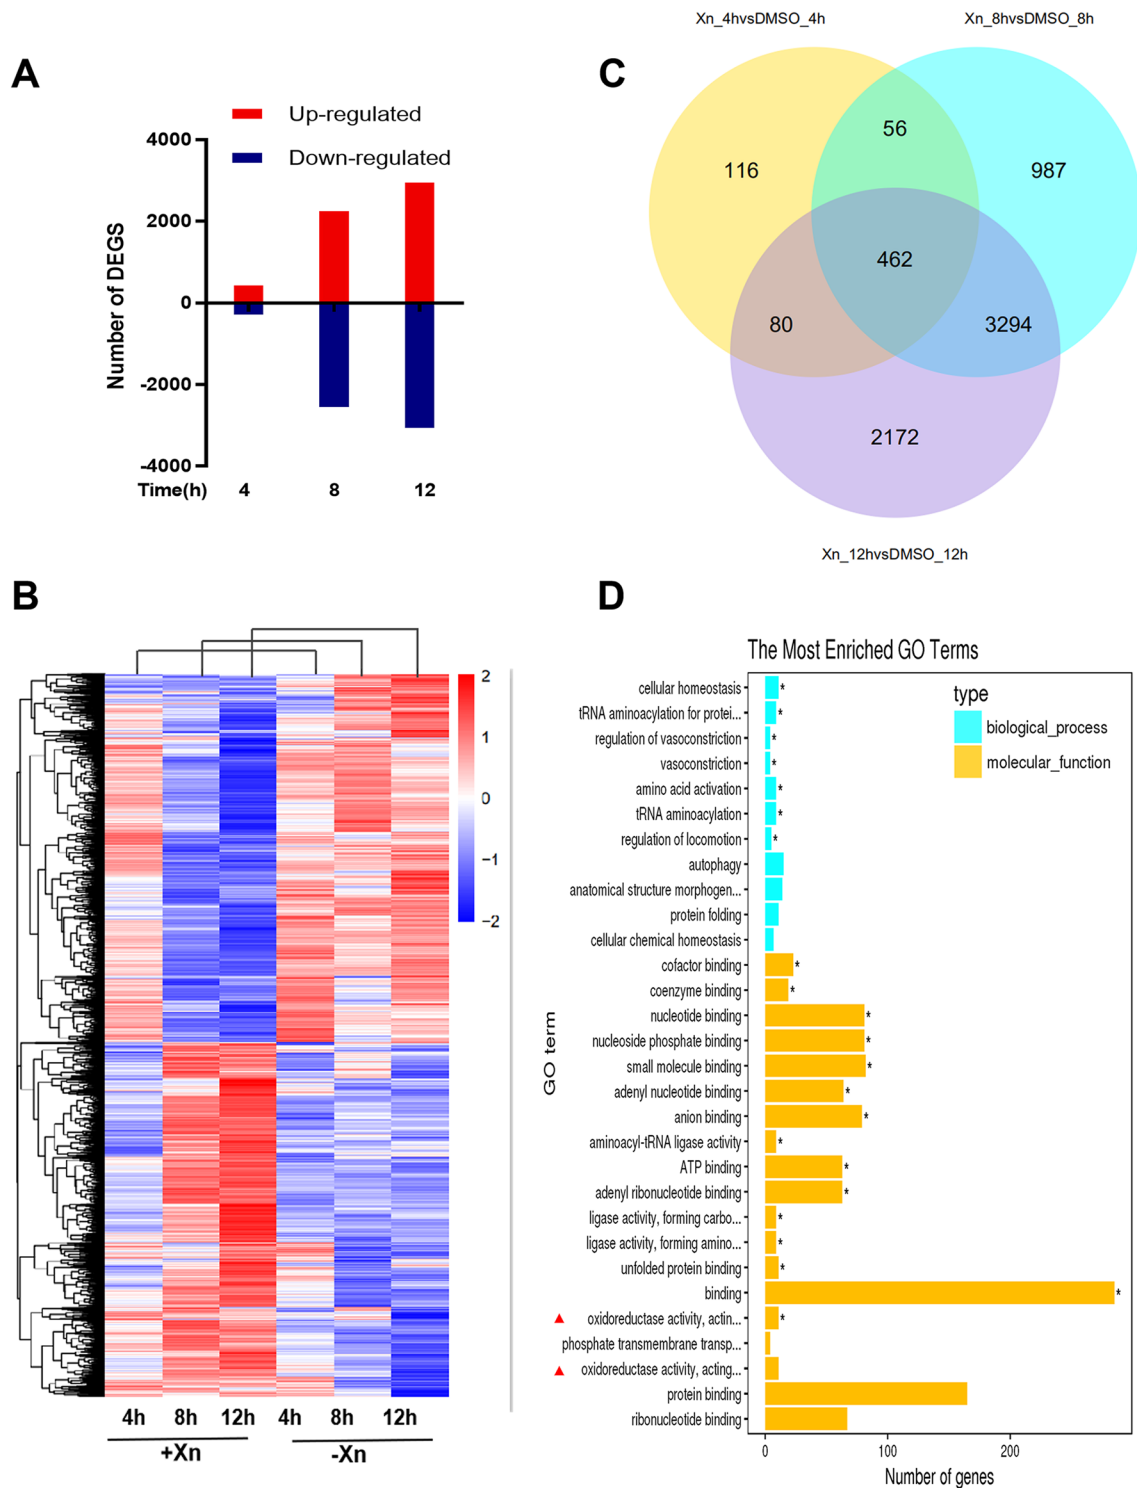 A
Up-regulated
Down-regulated
Number of DEGS
4000
2000
0
-2000
-4000
Time(h) 4 8 12
C
Xn_4hvsDMSO_4h
Xn_8hvsDMSO_8h
116
56
987
462
80
3294
2172
Xn_12hvsDMSO_12h
B
2
1
0
−1
−2
4h 8h 12h 4h 8h 12h
+Xn -Xn
D
The Most Enriched GO Terms
type
biological_process
molecular_function
GO term
cellular homeostasis *
tRNA aminoacylation for protei... *
regulation of vasoconstriction *
vasoconstriction *
amino acid activation *
tRNA aminoacylation *
regulation of locomotion *
autophagy
anatomical structure morphogen...
protein folding
cellular chemical homeostasis
cofactor binding *
coenzyme binding *
nucleotide binding *
nucleoside phosphate binding *
small molecule binding *
adenyl nucleotide binding *
anion binding *
aminoacyl-tRNA ligase activity *
ATP binding *
adenyl ribonucleotide binding *
ligase activity, forming carbo... *
ligase activity, forming amino... *
unfolded protein binding *
binding *
oxidoreductase activity, actin... *
phosphate transmembrane transp...
oxidoreductase activity, acting...
protein binding
ribonucleotide binding
0 100 200
Number of genes